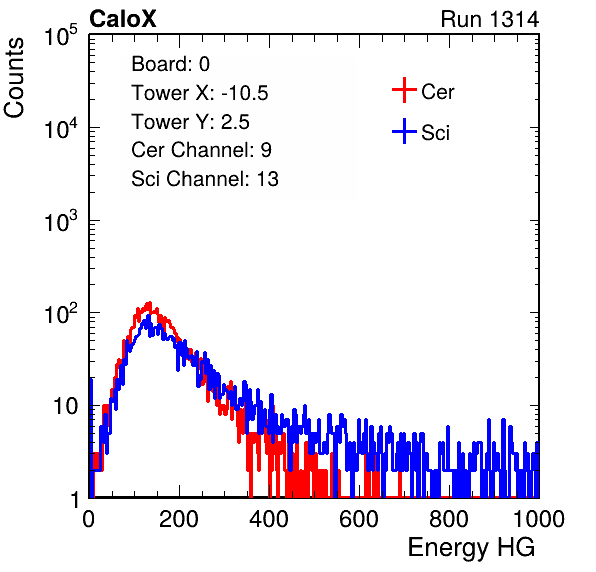 CaloX Run 1314
Counts
Board: 0
Tower X: -10.5
Tower Y: 2.5
Cer Channel: 9
Sci Channel: 13
Cer
Sci
10^5
10^4
10^3
10^2
10
1
0 200 400 600 800 1000
Energy HG